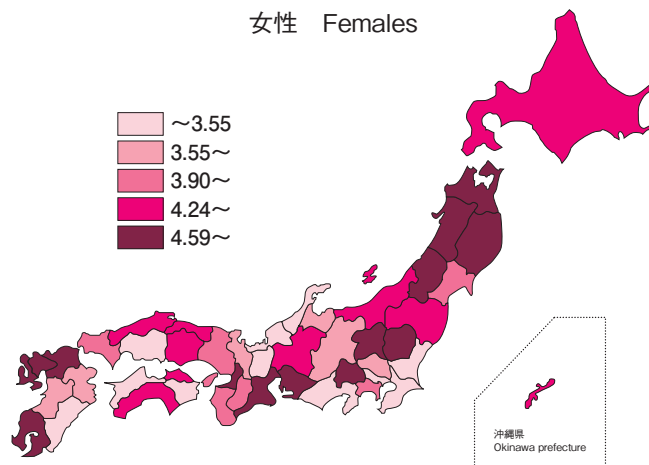 女性　Females
～3.55
3.55～
3.90～
4.24～
4.59～
沖縄県
Okinawa prefecture